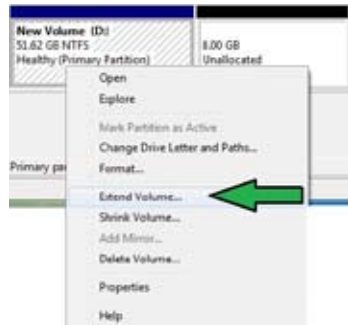 New Volume (D:)
51.62 GB NTFS
Healthy (Primary Partition)
8.00 GB
Unallocated
Open
Explore
Mark Partition as Active
Change Drive Letter and Paths...
Format...
Primary par
Extend Volume...
Shrink Volume...
Add Mirror...
Delete Volume...
Properties
Help